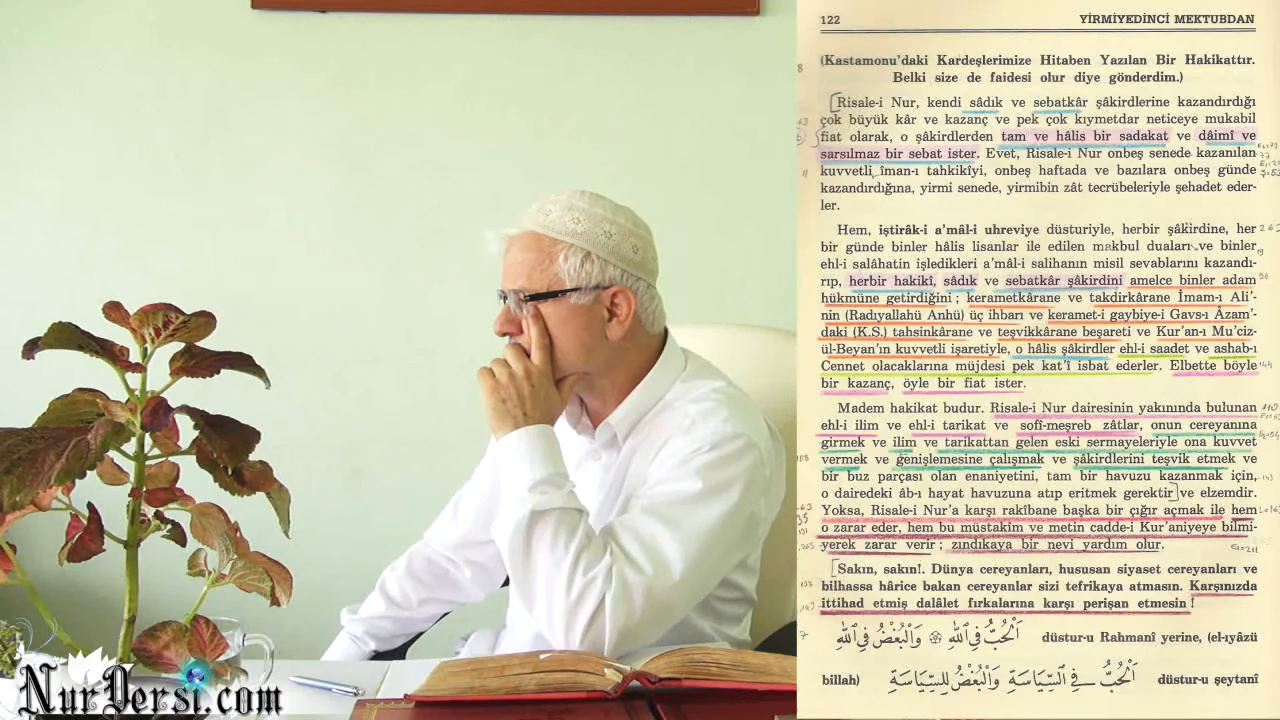 122 YİRMİYEDİNCİ MEKTUBDAN
(Kastamonu'daki Kardeşlerimize Hitaben Yazılan Bir Hakikattır.
Belki size de faidesi olur diye gönderdim.)
Risale-i Nur, kendi sâdık ve sebatkâr şâkirdlerine kazandırdığı
çok büyük kâr ve kazanç ve pek çok kıymetdar neticeye mukabil
fiat olarak, o şâkirdlerden tam ve hâlis bir sadakat ve dâimî ve
sarsılmaz bir sebat ister. Evet, Risale-i Nur onbeş senede kazanılan
kuvvetli îman-ı tahkikîyi, onbeş haftada ve bazılara onbeş günde
kazandırdığına, yirmi senede, yirmibin zât tecrübeleriyle şehadet eder-
ler.
Hem, iştirâk-i a'mâl-i uhreviye düsturiyle, herbir şâkirdine, her
bir günde binler hâlis lisanlar ile edilen makbul duaları ve binler
ehl-i salâhatin işledikleri a'mâl-i salihanın misil sevablarını kazandı-
rıp, herbir hakikî, sâdık ve sebatkâr şâkirdini amelce binler adam
hükmüne getirdiğini; kerametkârane ve takdirkârane İmam-ı Ali'-
nin (Radıyallahü Anhü) üç ihbarı ve keramet-i gaybiye-i Gavs-ı Âzam'-
daki (K.S.) tahsinkârane ve teşvikkârane beşareti ve Kur'an-ı Mu'ciz-
ül-Beyan'ın kuvvetli işaretiyle, o hâlis şâkirdler ehl-i saadet ve ashab-ı
Cennet olacaklarına müjdesi pek kat'î isbat ederler. Elbette böyle
bir kazanç, öyle bir fiat ister.
Madem hakikat budur. Risale-i Nur dairesinin yakınında bulunan
ehl-i ilim ve ehl-i tarikat ve sofî-meşreb zâtlar, onun cereyanına
girmek ve ilim ve tarikattan gelen eski sermayeleriyle ona kuvvet
vermek ve genişlemesine çalışmak ve şâkirdlerini teşvik etmek ve
bir buz parçası olan enaniyetini, tam bir havuzu kazanmak için,
o dairedeki âb-ı hayat havuzuna atıp eritmek gerektir ve elzemdir.
Yoksa, Risale-i Nur'a karşı rakîbane başka bir çığır açmak ile hem
o zarar eder, hem bu müstakîm ve metin cadde-i Kur'aniyeye bilmi-
yerek zarar verir; zındıkaya bir nevi yardım olur.
Sakın, sakın!. Dünya cereyanları, hususan siyaset cereyanları ve
bilhassa hârice bakan cereyanlar sizi tefrikaya atmasın. Karşınızda
ittihad etmiş dalâlet fırkalarına karşı perişan etmesin!
اَلْحُبُّ فِي اللّٰهِ ۞ وَالْبُغْضُ فِي اللّٰهِ düstur-u Rahmanî yerine, (el-ıyâzü
billah) اَلْحُبُّ فِي السِّيَاسَةِ وَالْبُغْضُ لِلسِّيَاسَةِ düstur-u şeytanî
NurDersi.com